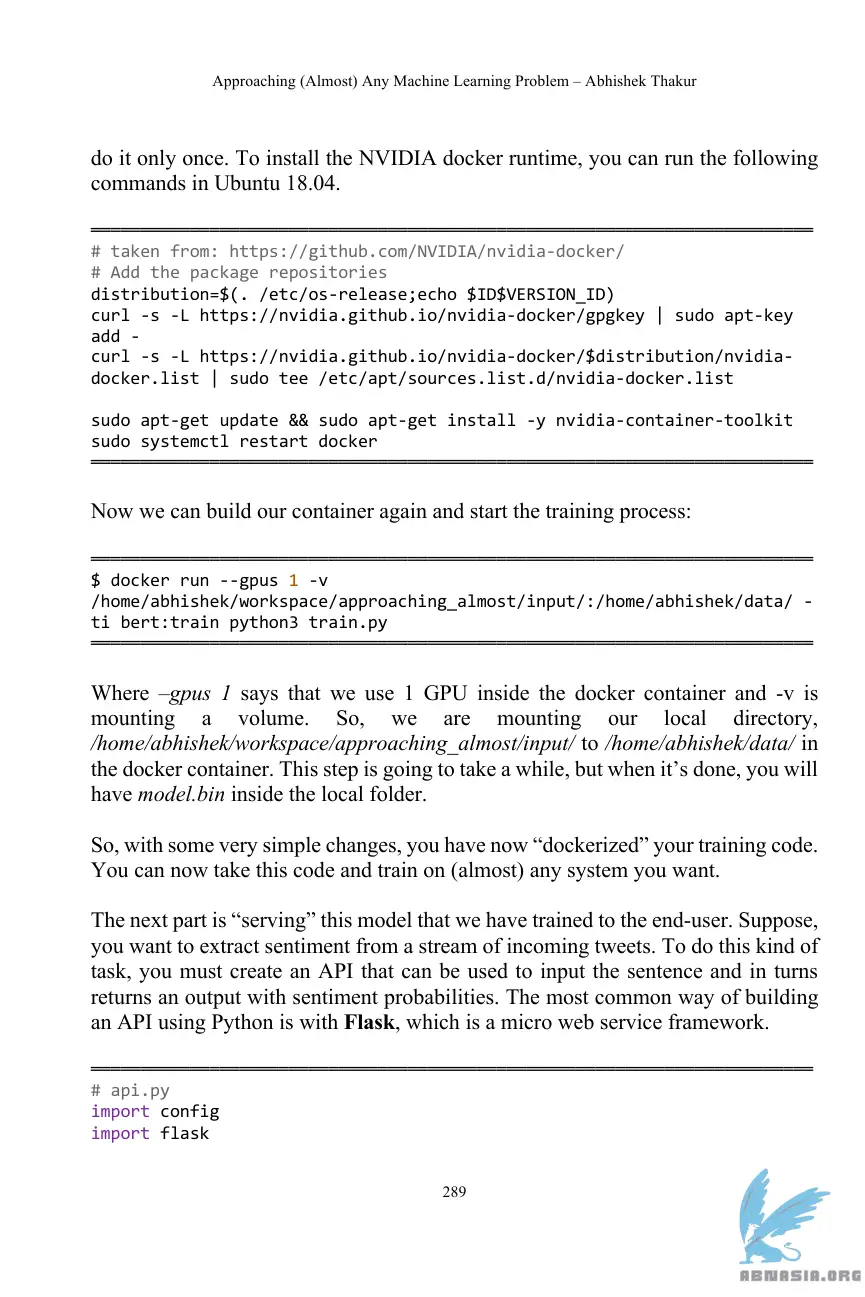 Approaching (Almost) Any Machine Learning Problem – Abhishek Thakur
do it only once. To install the NVIDIA docker runtime, you can run the following
commands in Ubuntu 18.04.
# taken from: https://github.com/NVIDIA/nvidia-docker/
# Add the package repositories
distribution=$(. /etc/os-release;echo $ID$VERSION_ID)
curl -s -L https://nvidia.github.io/nvidia-docker/gpgkey | sudo apt-key
add -
curl -s -L https://nvidia.github.io/nvidia-docker/$distribution/nvidia-
docker.list | sudo tee /etc/apt/sources.list.d/nvidia-docker.list
sudo apt-get update && sudo apt-get install -y nvidia-container-toolkit
sudo systemctl restart docker
Now we can build our container again and start the training process:
$ docker run --gpus 1 -v
/home/abhishek/workspace/approaching_almost/input/:/home/abhishek/data/ -
ti bert:train python3 train.py
Where –gpus 1 says that we use 1 GPU inside the docker container and -v is
mounting a volume. So, we are mounting our local directory,
/home/abhishek/workspace/approaching_almost/input/ to /home/abhishek/data/ in
the docker container. This step is going to take a while, but when it’s done, you will
have model.bin inside the local folder.
So, with some very simple changes, you have now “dockerized” your training code.
You can now take this code and train on (almost) any system you want.
The next part is “serving” this model that we have trained to the end-user. Suppose,
you want to extract sentiment from a stream of incoming tweets. To do this kind of
task, you must create an API that can be used to input the sentence and in turns
returns an output with sentiment probabilities. The most common way of building
an API using Python is with Flask, which is a micro web service framework.
# api.py
import config
import flask
289
ABNASIA.ORG